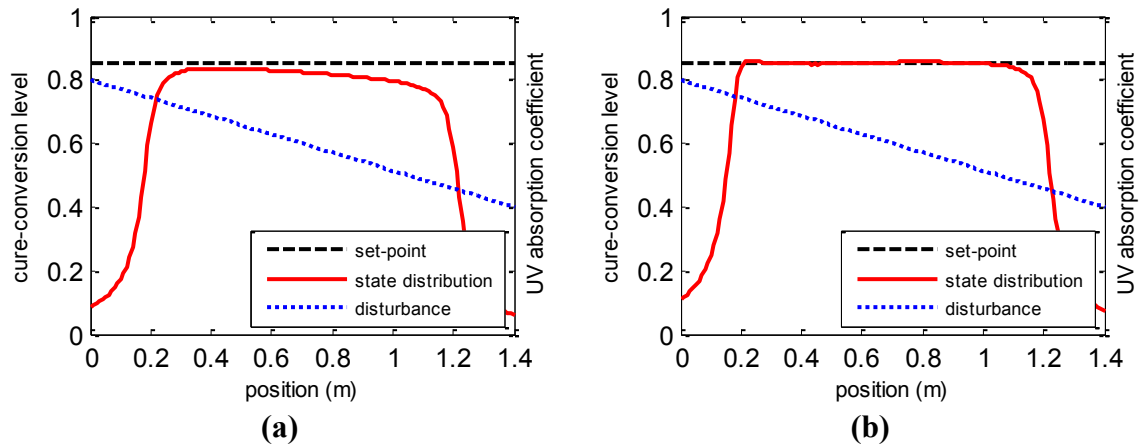 1
0.8
0.6
0.4
0.2
0
0 0.2 0.4 0.6 0.8 1 1.2 1.4
cure-conversion level
UV absorption coefficient
position (m)
set-point
state distribution
disturbance
(a)
1
0.8
0.6
0.4
0.2
0
0 0.2 0.4 0.6 0.8 1 1.2 1.4
cure-conversion level
UV absorption coefficient
position (m)
set-point
state distribution
disturbance
(b)